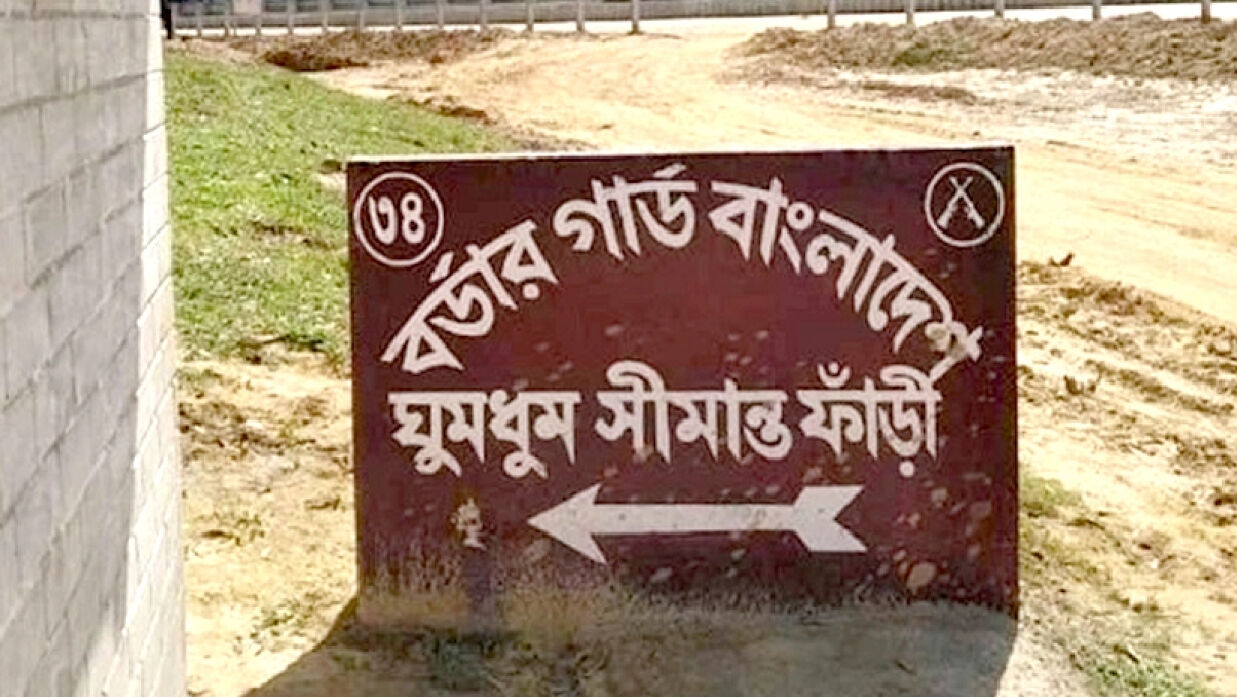 ৩৪
বর্ডার গার্ড বাংলাদেশ
ঘুমধুম সীমান্ত ফাঁড়ী